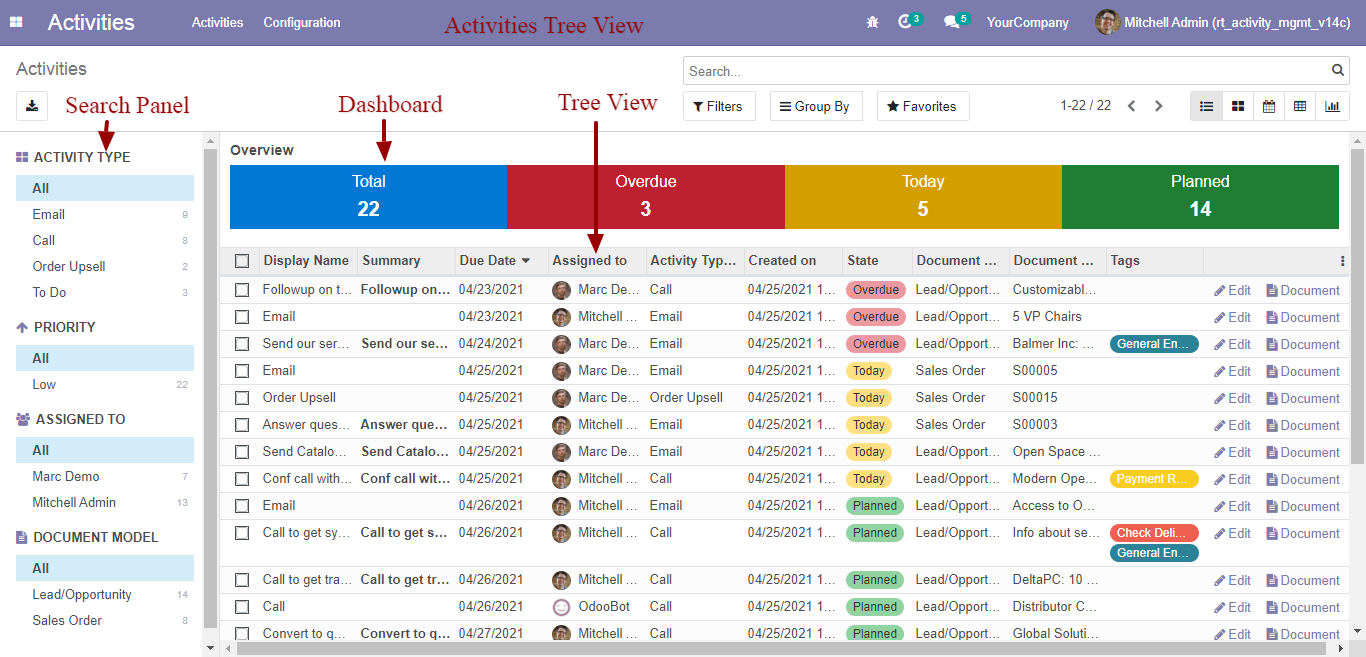 Activities Activities Configuration Activities Tree View 3 5 YourCompany Mitchell Admin (rt_activity_mgmt_v14c)
Activities Search...
Search Panel Dashboard Tree View Filters Group By Favorites 1-22 / 22
ACTIVITY TYPE
All
Email 9
Call 8
Order Upsell 2
To Do 3
PRIORITY
All
Low 22
ASSIGNED TO
All
Marc Demo 7
Mitchell Admin 13
DOCUMENT MODEL
All
Lead/Opportunity 14
Sales Order 8
Overview
Total Overdue Today Planned
22 3 5 14
Display Name Summary Due Date Assigned to Activity Typ... Created on State Document ... Document ... Tags
Followup on t... Followup on... 04/23/2021 Marc De... Call 04/25/2021 1... Overdue Lead/Opport... Customizabl... Edit Document
Email 04/23/2021 Mitchell ... Email 04/25/2021 1... Overdue Lead/Opport... 5 VP Chairs Edit Document
Send our ser... Send our se... 04/24/2021 Marc De... Email 04/25/2021 1... Overdue Lead/Opport... Balmer Inc: ... General En... Edit Document
Email 04/25/2021 Marc De... Email 04/25/2021 1... Today Sales Order S00005 Edit Document
Order Upsell 04/25/2021 Marc De... Order Upsell 04/25/2021 1... Today Sales Order S00015 Edit Document
Answer ques... Answer que... 04/25/2021 Mitchell ... Email 04/25/2021 1... Today Sales Order S00003 Edit Document
Send Catalo... Send Catalo... 04/25/2021 Marc De... Email 04/25/2021 1... Today Lead/Opport... Open Space ... Edit Document
Conf call with... Conf call wit... 04/25/2021 Mitchell ... Call 04/25/2021 1... Today Lead/Opport... Modern Ope... Payment R... Edit Document
Email 04/26/2021 Mitchell ... Email 04/25/2021 1... Planned Lead/Opport... Access to O... Edit Document
Call to get sy... Call to get s... 04/26/2021 Mitchell ... Call 04/25/2021 1... Planned Lead/Opport... Info about se... Check Deli... Edit Document
General En...
Call to get tra... Call to get tr... 04/26/2021 Mitchell ... Call 04/25/2021 1... Planned Lead/Opport... DeltaPC: 10 ... Edit Document
Call 04/26/2021 OdooBot Call 04/25/2021 1... Planned Lead/Opport... Distributor C... Edit Document
Convert to q... Convert to q... 04/27/2021 Mitchell ... Call 04/25/2021 1... Planned Lead/Opport... Global Soluti... Edit Document